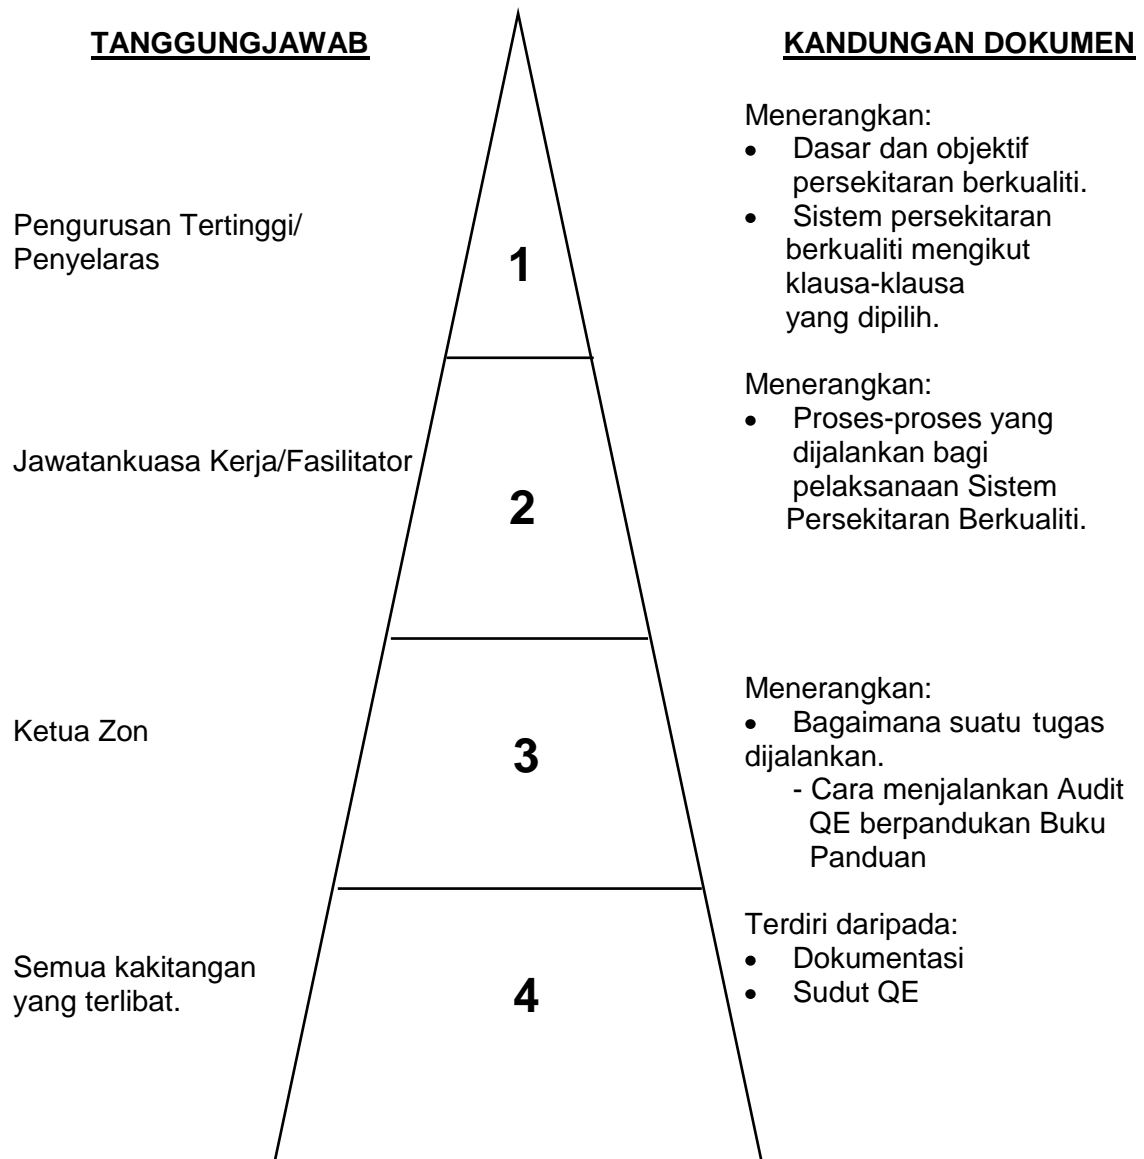 TANGGUNGJAWAB
KANDUNGAN DOKUMEN
Pengurusan Tertinggi/
Penyelaras
1
Menerangkan:
• Dasar dan objektif
persekitaran berkualiti.
• Sistem persekitaran
berkualiti mengikut
klausa-klausa
yang dipilih.
Jawatankuasa Kerja/Fasilitator
2
Menerangkan:
• Proses-proses yang
dijalankan bagi
pelaksanaan Sistem
Persekitaran Berkualiti.
Ketua Zon
3
Menerangkan:
• Bagaimana suatu tugas
dijalankan.
- Cara menjalankan Audit
QE berpandukan Buku
Panduan
Semua kakitangan
yang terlibat.
4
Terdiri daripada:
• Dokumentasi
• Sudut QE